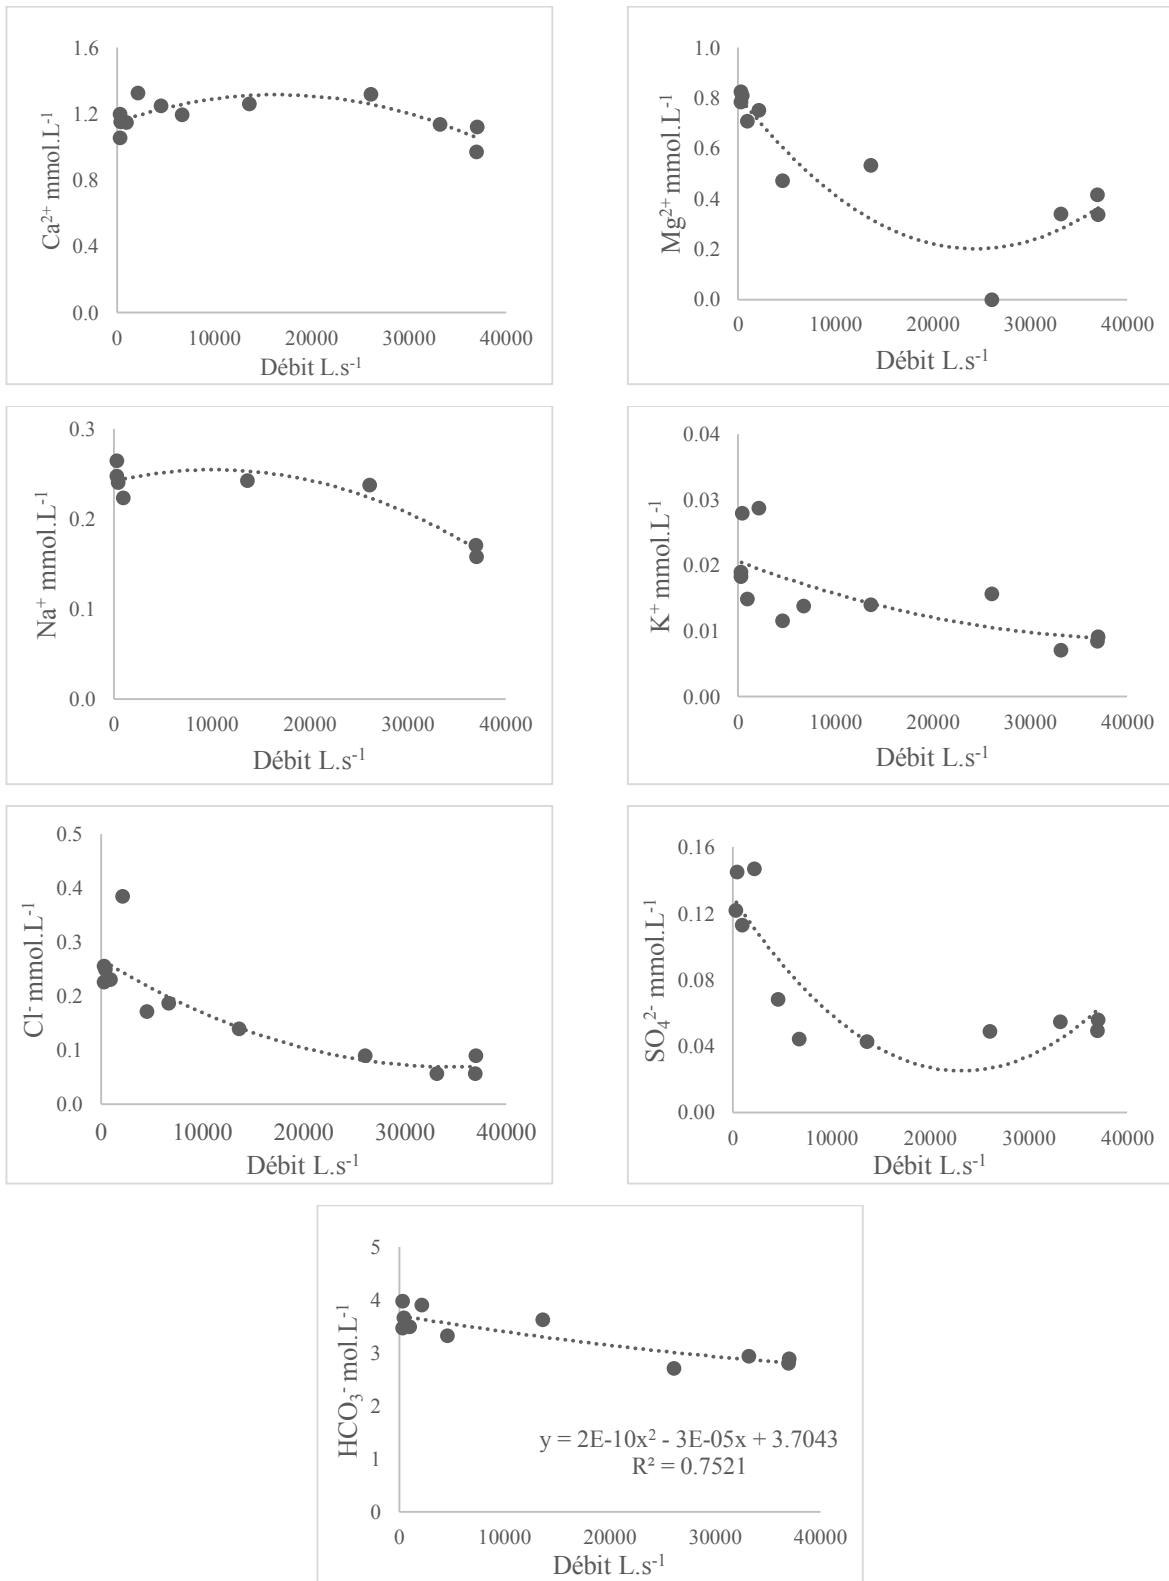 1.6
1.2
0.8
0.4
0.0
Ca²⁺ mmol.L⁻¹
0 10000 20000 30000 40000
Débit L.s⁻¹
1.0
0.8
0.6
0.4
0.2
0.0
Mg²⁺ mmol.L⁻¹
0 10000 20000 30000 40000
Débit L.s⁻¹
0.3
0.2
0.1
0.0
Na⁺ mmol.L⁻¹
0 10000 20000 30000 40000
Débit L.s⁻¹
0.04
0.03
0.02
0.01
0.00
K⁺ mmol.L⁻¹
0 10000 20000 30000 40000
Débit L.s⁻¹
0.5
0.4
0.3
0.2
0.1
0.0
Cl⁻ mmol.L⁻¹
0 10000 20000 30000 40000
Débit L.s⁻¹
0.16
0.12
0.08
0.04
0.00
SO₄²⁻ mmol.L⁻¹
0 10000 20000 30000 40000
Débit L.s⁻¹
5
4
3
2
1
0
HCO₃⁻ mol.L⁻¹
y = 2E-10x² - 3E-05x + 3.7043
R² = 0.7521
0 10000 20000 30000 40000
Débit L.s⁻¹